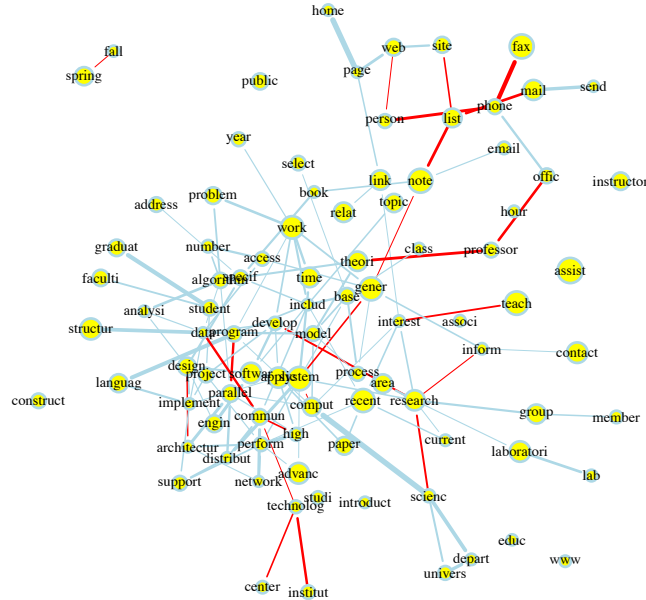 home
fall
web
site
fax
spring
page
public
mail
send
phone
person
list
year
email
select
link
note
offic
instructor
problem
book
address
relat
topic
hour
work
graduat
number
access
class
professor
theori
assist
faculti
algorithm
specif
time
gener
analysi
student
includ
base
teach
structur
data
program
develop
model
interest
associ
inform
contact
design
project
softwar
apply
system
process
area
languag
parallel
construct
implement
comput
recent
research
group
member
engin
commun
high
architectur
perform
paper
current
distribut
laboratori
support
network
advanc
lab
studi
introduct
scienc
technolog
educ
depart
www
univers
center
institut